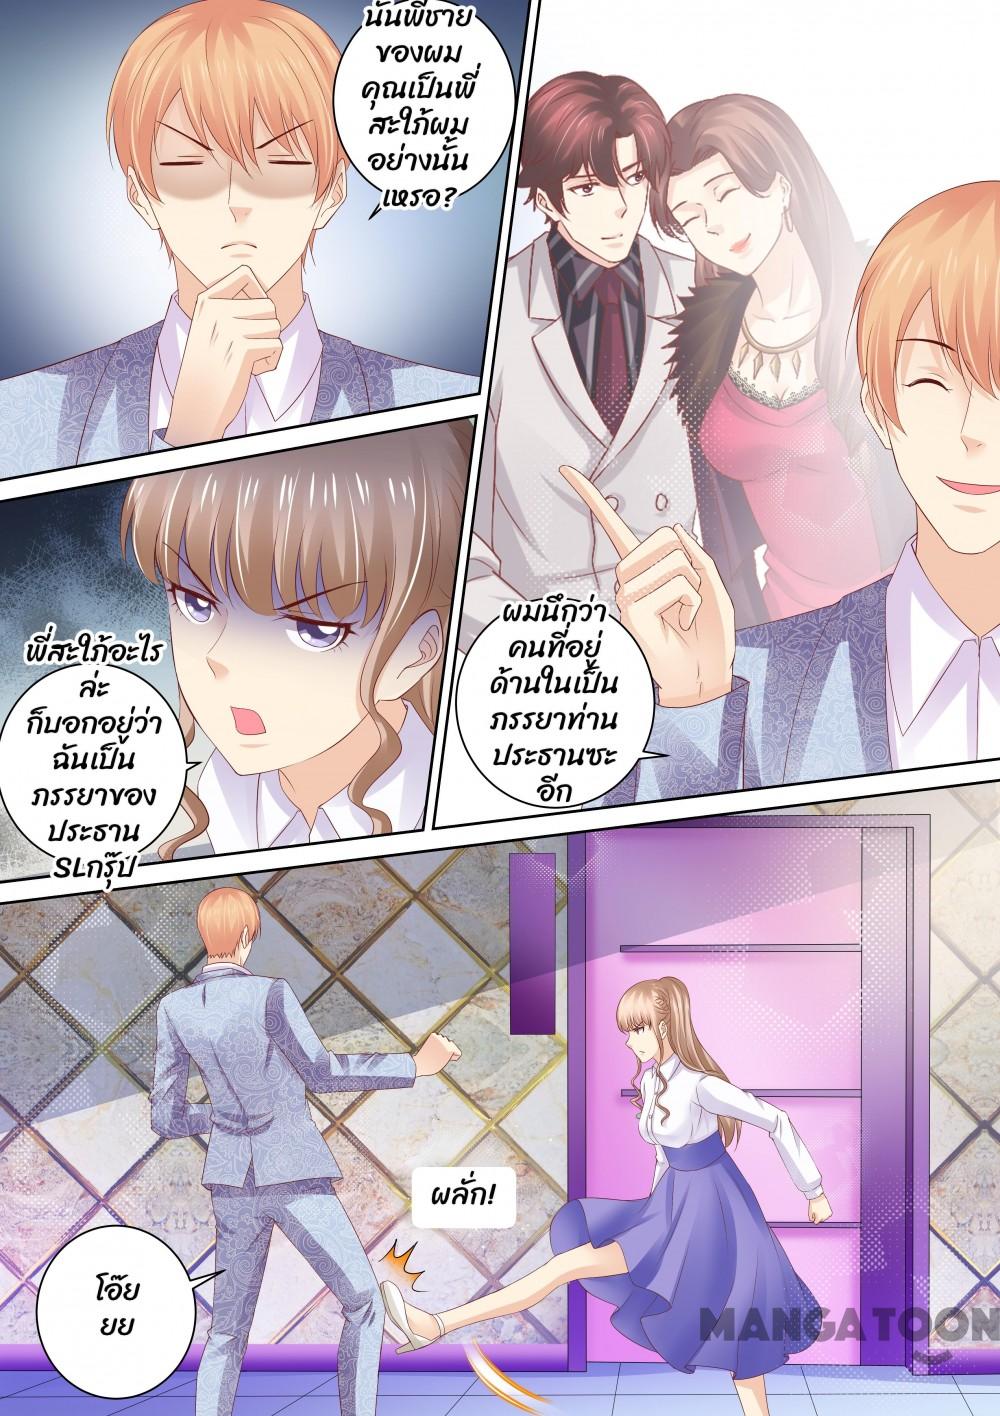 นั่นพี่ชาย
ของผม
คุณเป็นพี่
สะใภ้ผม
อย่างนั้น
เหรอ?
ผมนึกว่า
คนที่อยู่
ด้านในเป็น
ภรรยาท่าน
ประธานซะ
อีก
พี่สะใภ้อะไร
ล่ะ
ก็บอกอยู่ว่า
ฉันเป็น
ภรรยาของ
ประธาน
SLกรุ๊ป
ผลั่ก!
โอ๊ย
ยย
MANGATOON